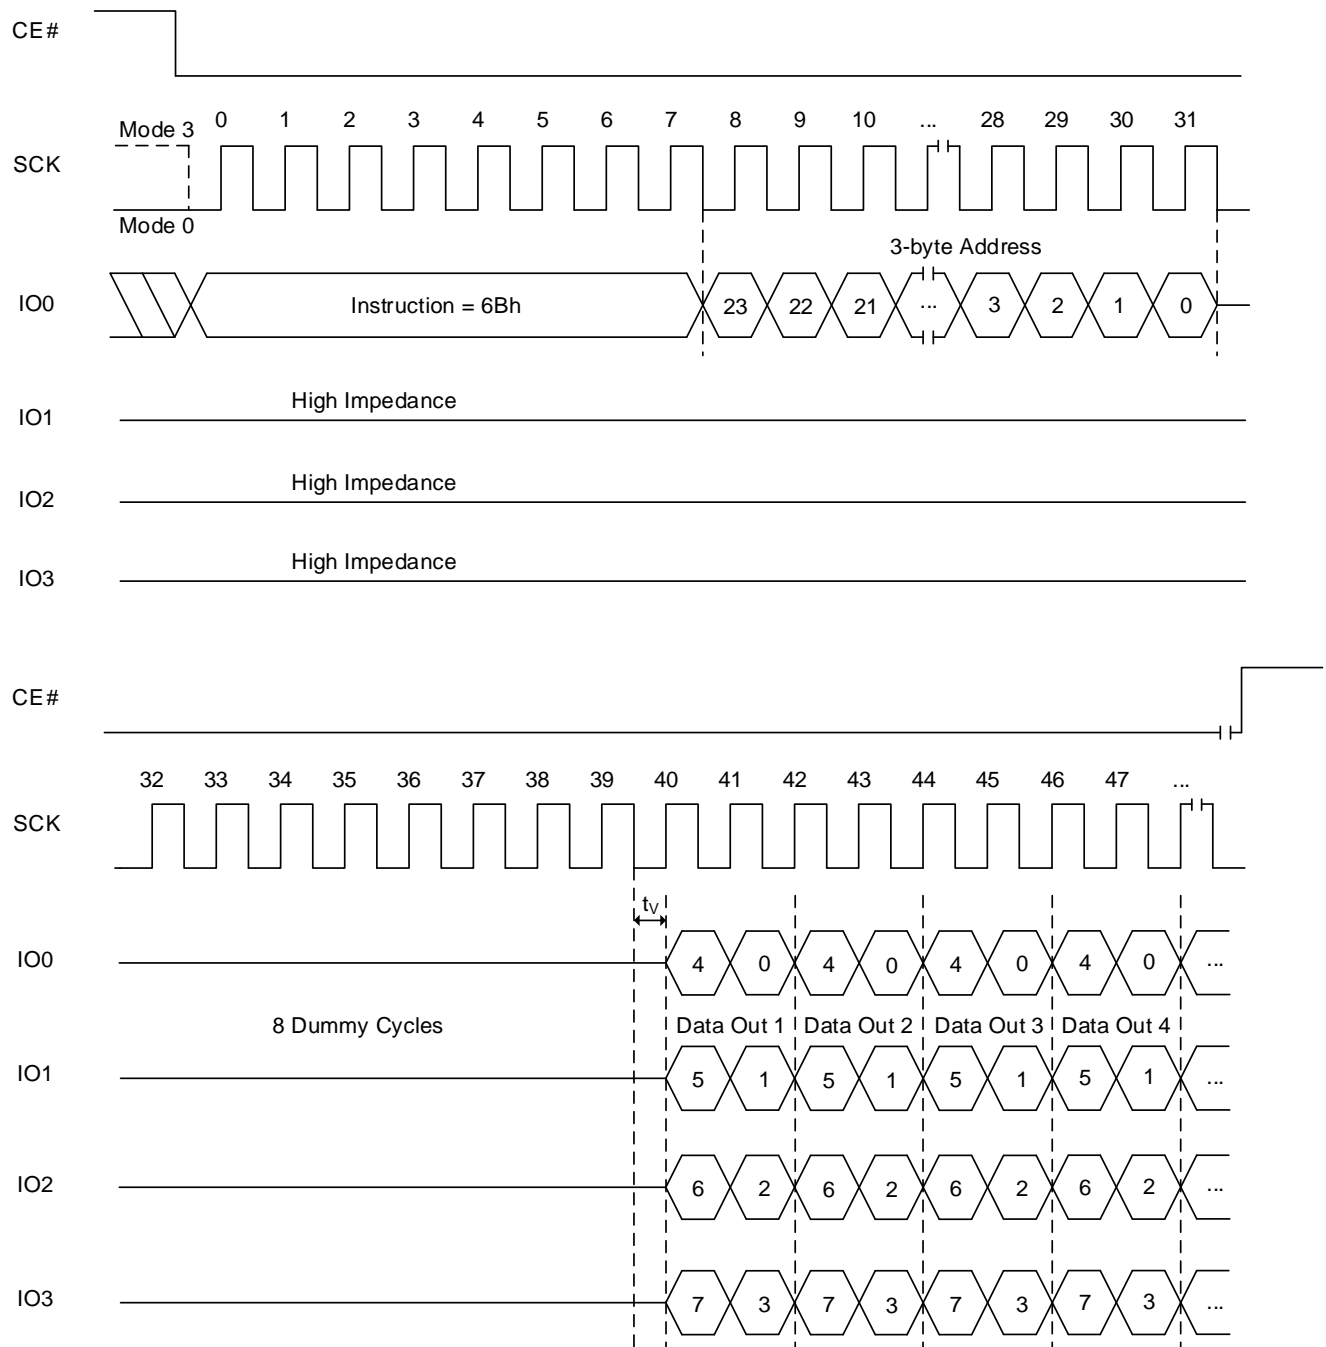 CE#
Mode 3 0 1 2 3 4 5 6 7 8 9 10 ... 28 29 30 31
SCK
Mode 0
3-byte Address
IO0 Instruction = 6Bh 23 22 21 ... 3 2 1 0
High Impedance
IO1
High Impedance
IO2
High Impedance
IO3
CE#
32 33 34 35 36 37 38 39 40 41 42 43 44 45 46 47 ...
SCK
tV
IO0 4 0 4 0 4 0 4 0 ...
8 Dummy Cycles Data Out 1 Data Out 2 Data Out 3 Data Out 4
IO1 5 1 5 1 5 1 5 1 ...
IO2 6 2 6 2 6 2 6 2 ...
IO3 7 3 7 3 7 3 7 3 ...